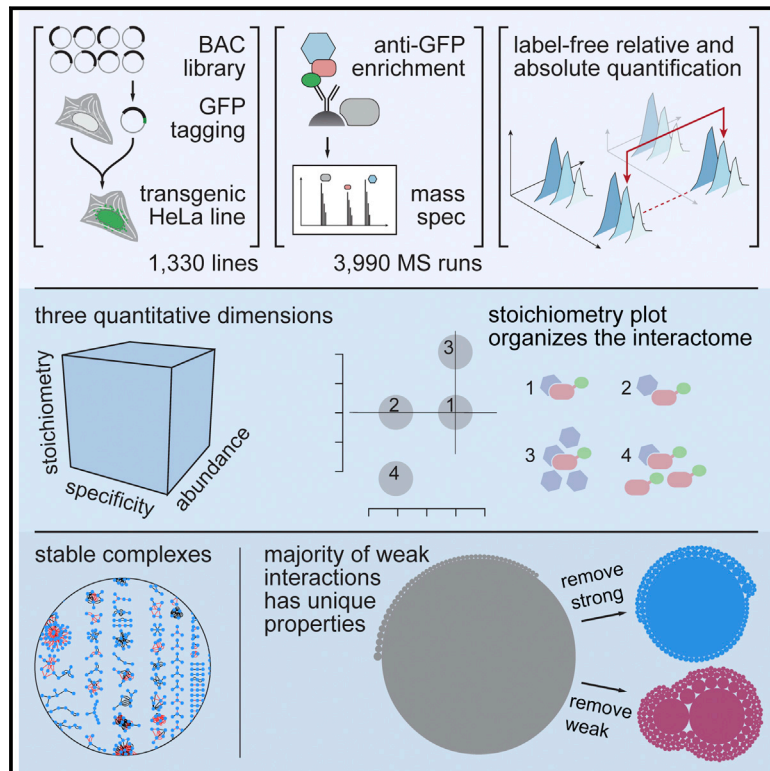 BAC
library
GFP
tagging
transgenic
HeLa line
1,330 lines
anti-GFP
enrichment
mass
spec
3,990 MS runs
label-free relative and
absolute quantification
three quantitative dimensions
stoichiometry
specificity
abundance
3
2
1
4
stoichiometry plot
organizes the interactome
1
2
3
4
stable complexes
majority of weak
interactions
has unique
properties
remove
strong
remove
weak